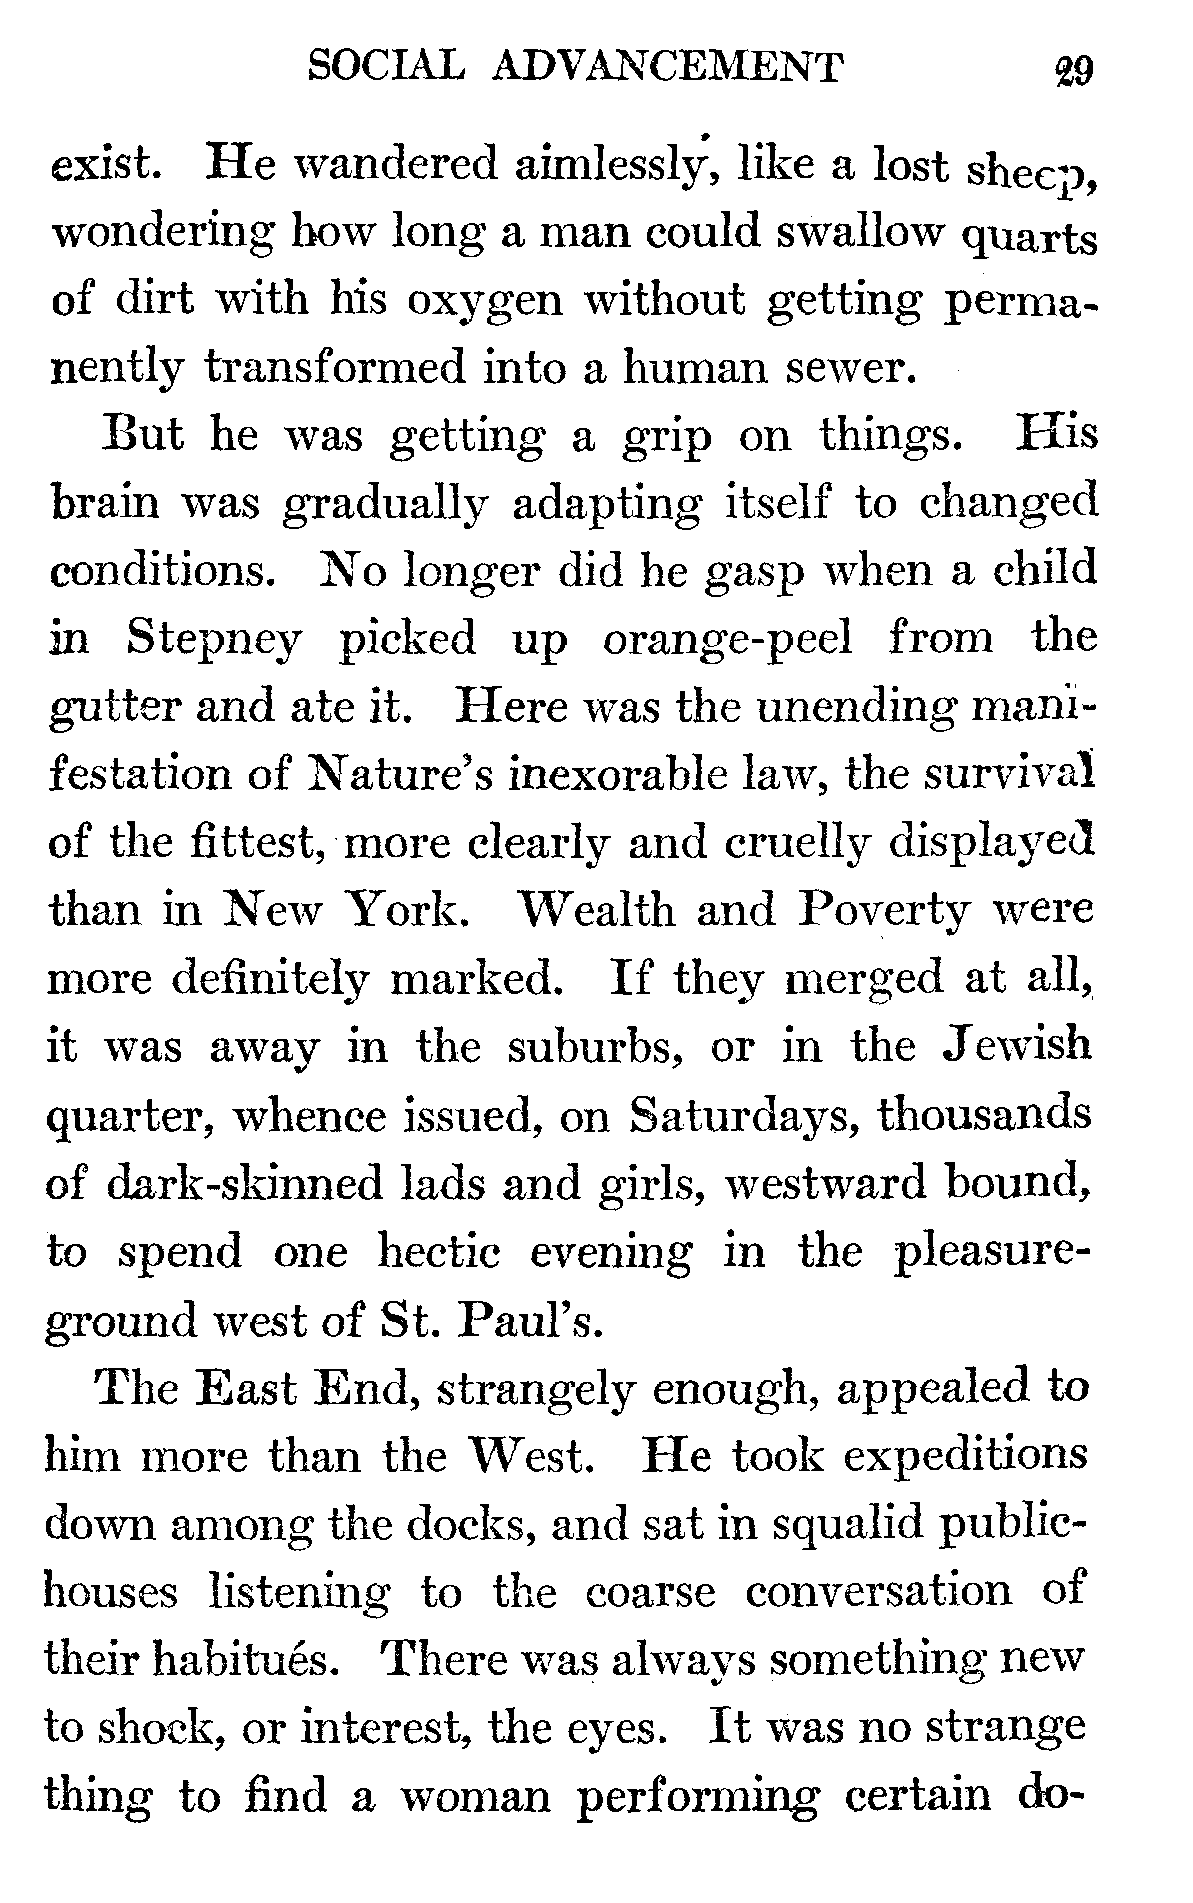 SOCIAL ADVANCEMENT 29
exist. He wandered aimlessly, like a lost sheep,
wondering how long a man could swallow quarts
of dirt with his oxygen without getting perma-
nently transformed into a human sewer.
But he was getting a grip on things. His
brain was gradually adapting itself to changed
conditions. No longer did he gasp when a child
in Stepney picked up orange-peel from the
gutter and ate it. Here was the unending mani-
festation of Nature's inexorable law, the survival
of the fittest, more clearly and cruelly displayed
than in New York. Wealth and Poverty were
more definitely marked. If they merged at all,
it was away in the suburbs, or in the Jewish
quarter, whence issued, on Saturdays, thousands
of dark-skinned lads and girls, westward bound,
to spend one hectic evening in the pleasure-
ground west of St. Paul's.
The East End, strangely enough, appealed to
him more than the West. He took expeditions
down among the docks, and sat in squalid public-
houses listening to the coarse conversation of
their habitués. There was always something new
to shock, or interest, the eyes. It was no strange
thing to find a woman performing certain do-